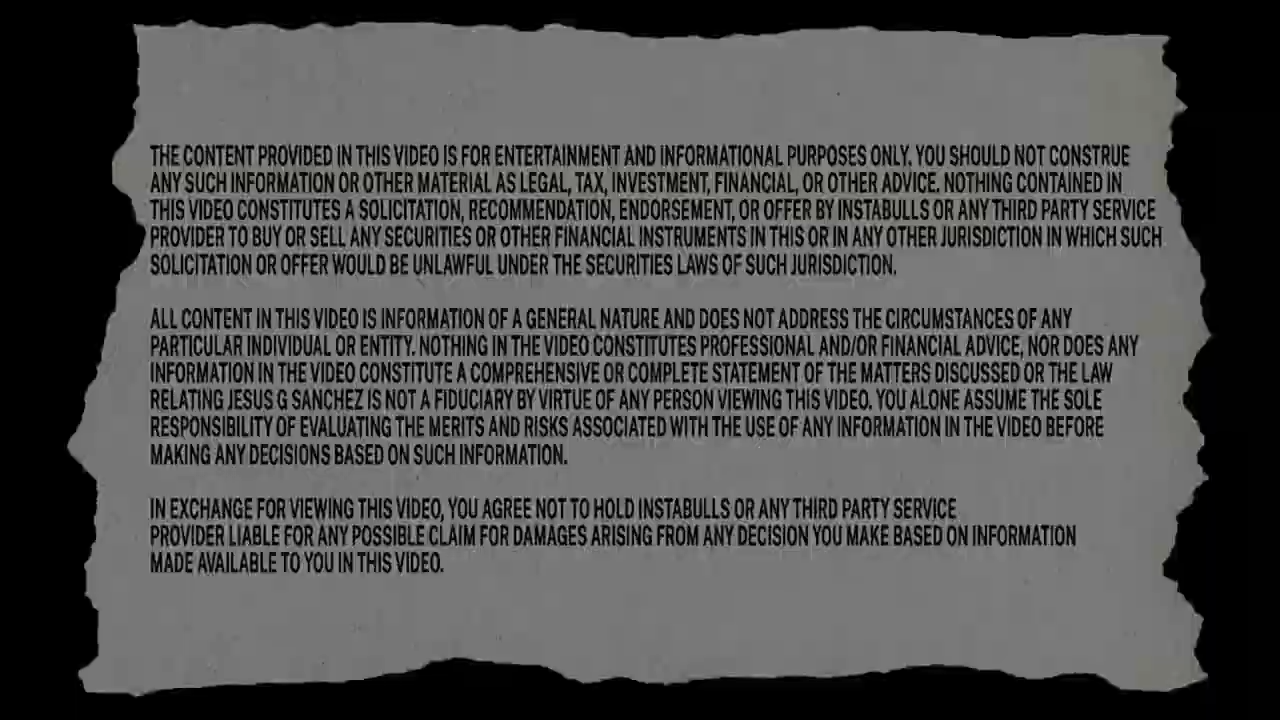 THE CONTENT PROVIDED IN THIS VIDEO IS FOR ENTERTAINMENT AND INFORMATIONAL PURPOSES ONLY. YOU SHOULD NOT CONSTRUE
ANY SUCH INFORMATION OR OTHER MATERIAL AS LEGAL, TAX, INVESTMENT, FINANCIAL, OR OTHER ADVICE. NOTHING CONTAINED IN
THIS VIDEO CONSTITUTES A SOLICITATION, RECOMMENDATION, ENDORSEMENT, OR OFFER BY INSTABULLS OR ANY THIRD PARTY SERVICE
PROVIDER TO BUY OR SELL ANY SECURITIES OR OTHER FINANCIAL INSTRUMENTS IN THIS OR IN ANY OTHER JURISDICTION IN WHICH SUCH
SOLICITATION OR OFFER WOULD BE UNLAWFUL UNDER THE SECURITIES LAWS OF SUCH JURISDICTION.
ALL CONTENT IN THIS VIDEO IS INFORMATION OF A GENERAL NATURE AND DOES NOT ADDRESS THE CIRCUMSTANCES OF ANY
PARTICULAR INDIVIDUAL OR ENTITY. NOTHING IN THE VIDEO CONSTITUTES PROFESSIONAL AND/OR FINANCIAL ADVICE, NOR DOES ANY
INFORMATION IN THE VIDEO CONSTITUTE A COMPREHENSIVE OR COMPLETE STATEMENT OF THE MATTERS DISCUSSED OR THE LAW
RELATING JESUS G SANCHEZ IS NOT A FIDUCIARY BY VIRTUE OF ANY PERSON VIEWING THIS VIDEO. YOU ALONE ASSUME THE SOLE
RESPONSIBILITY OF EVALUATING THE MERITS AND RISKS ASSOCIATED WITH THE USE OF ANY INFORMATION IN THE VIDEO BEFORE
MAKING ANY DECISIONS BASED ON SUCH INFORMATION.
IN EXCHANGE FOR VIEWING THIS VIDEO, YOU AGREE NOT TO HOLD INSTABULLS OR ANY THIRD PARTY SERVICE
PROVIDER LIABLE FOR ANY POSSIBLE CLAIM FOR DAMAGES ARISING FROM ANY DECISION YOU MAKE BASED ON INFORMATION
MADE AVAILABLE TO YOU IN THIS VIDEO.